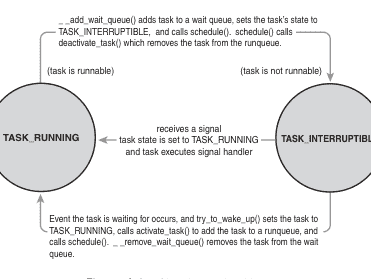 _ _add_wait_queue() adds task to a wait queue, sets the task's state to
TASK_INTERRUPTIBLE, and calls schedule(). schedule() calls
deactivate_task() which removes the task from the runqueue.
(task is runnable)
(task is not runnable)
TASK_RUNNING
receives a signal
task state is set to TASK_RUNNING
and task executes signal handler
TASK_INTERRUPTIBL
Event the task is waiting for occurs, and try_to_wake_up() sets the task to
TASK_RUNNING, calls activate_task() to add the task to a runqueue, and
calls schedule(). _ _remove_wait_queue() removes the task from the wait
queue.